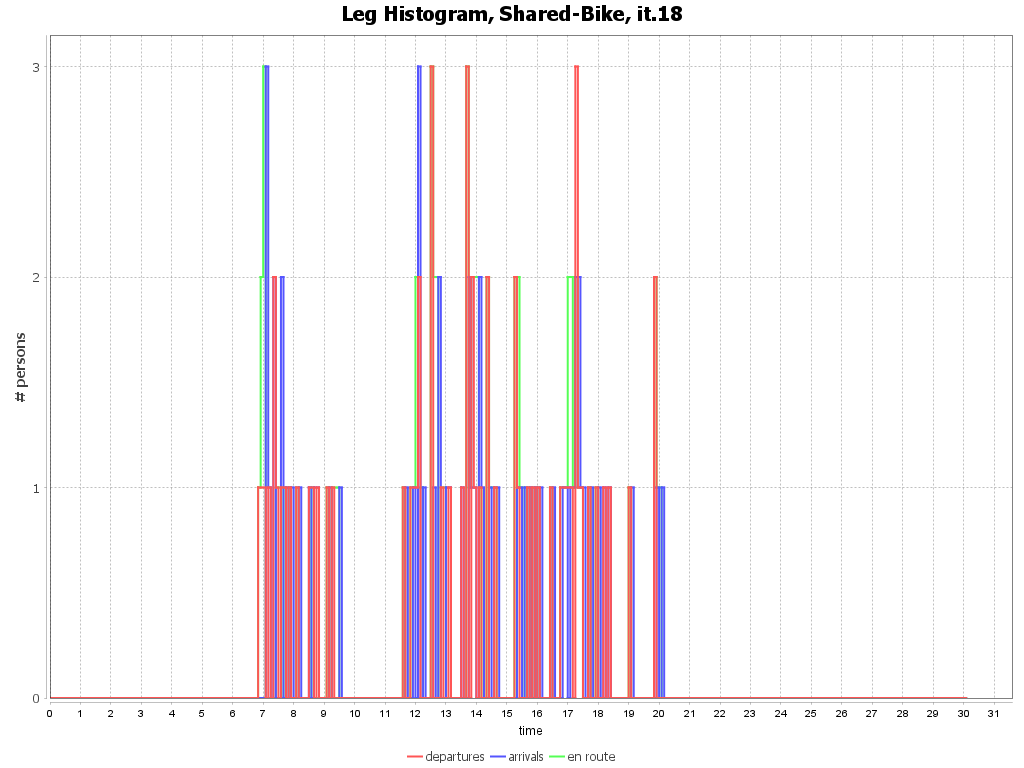 Leg Histogram, Shared-Bike, it.18
3
2
1
0
# persons
0 1 2 3 4 5 6 7 8 9 10 11 12 13 14 15 16 17 18 19 20 21 22 23 24 25 26 27 28 29 30 31
time
departures arrivals en route